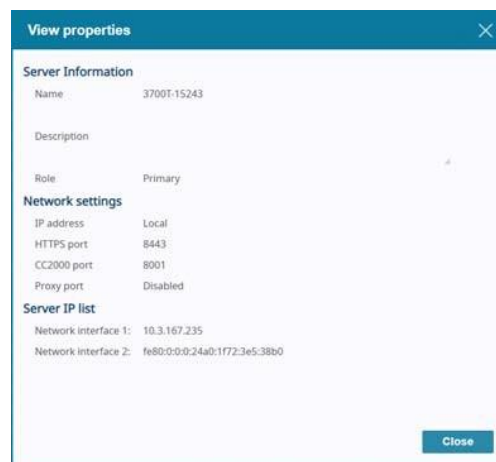 View properties
Server Information
Name 3700T-15243
Description
Role Primary
Network settings
IP address Local
HTTPS port 8443
CC2000 port 8001
Proxy port Disabled
Server IP list
Network interface 1: 10.3.167.235
Network interface 2: fe80:0:0:0:24a0:1f72:3e5:38b0
Close